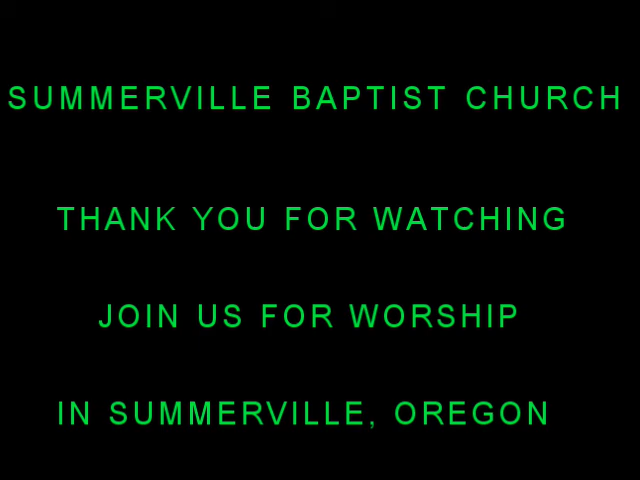 SUMMERVILLE BAPTIST CHURCH
THANK YOU FOR WATCHING
JOIN US FOR WORSHIP
IN SUMMERVILLE, OREGON